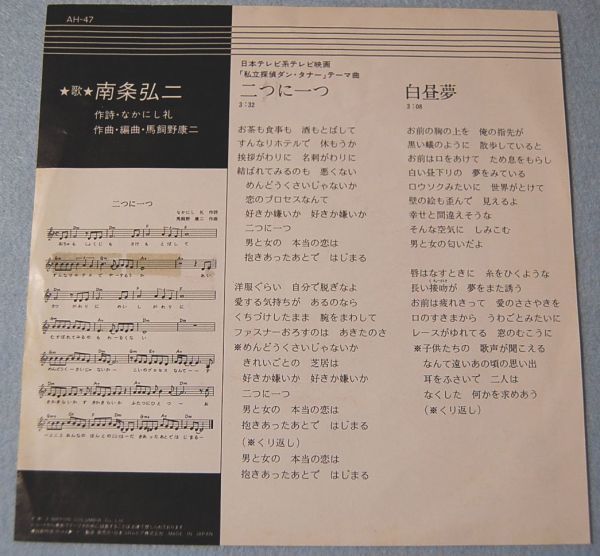 AH-47
★歌★南条弘二
作詩・なかにし礼
作曲・編曲・馬飼野康二
二つに一つ
なかにし 礼 作詩
馬飼野 康二 作曲
日本テレビ系テレビ映画
「私立探偵ダン・タナー」テーマ曲
二つに一つ
3:32
お茶も食事も 酒もとばして
すんなりホテルで 休もうか
挨拶がわりに 名刺がわりに
結ばれてみるのも 悪くない
めんどうくさいじゃないか
恋のプロセスなんて
好きか嫌いか 好きか嫌いか
二つに一つ
男と女の 本当の恋は
抱きあったあとで はじまる
洋服ぐらい 自分で脱ぎなよ
愛する気持ちが あるのなら
くちづけしたまま 腕をまわして
ファスナーおろすのは あきたのさ
※めんどうくさいじゃないか
きれいごとの 芝居は
好きか嫌いか 好きか嫌いか
二つに一つ
男と女の 本当の恋は
抱きあったあとで はじまる
(※くり返し)
男と女の 本当の恋は
抱きあったあとで はじまる
白昼夢
3:08
お前の胸の上を 俺の指先が
黒い蟻のように 散歩していると
お前は口をあけて ため息をもらし
白い昼下りの 夢をみている
ロウソクみたいに 世界がとけて
壁の絵も歪んで 見えるよ
幸せと間違えそうな
そんな空気に しみこむ
男と女の匂いだよ
唇はなすときに 糸をひくような
長い接吻が 夢をまた誘う
お前は疲れきって 愛のささやきを
ロのすきまから うわごとみたいに
レースがゆれてる 窓のむこうに
※子供たちの 歌声が聞こえる
なんて遠いあの頃の思い出
耳をふさいで 二人は
なくした 何かを求めあう
(※くり返し)
MADE IN JAPAN